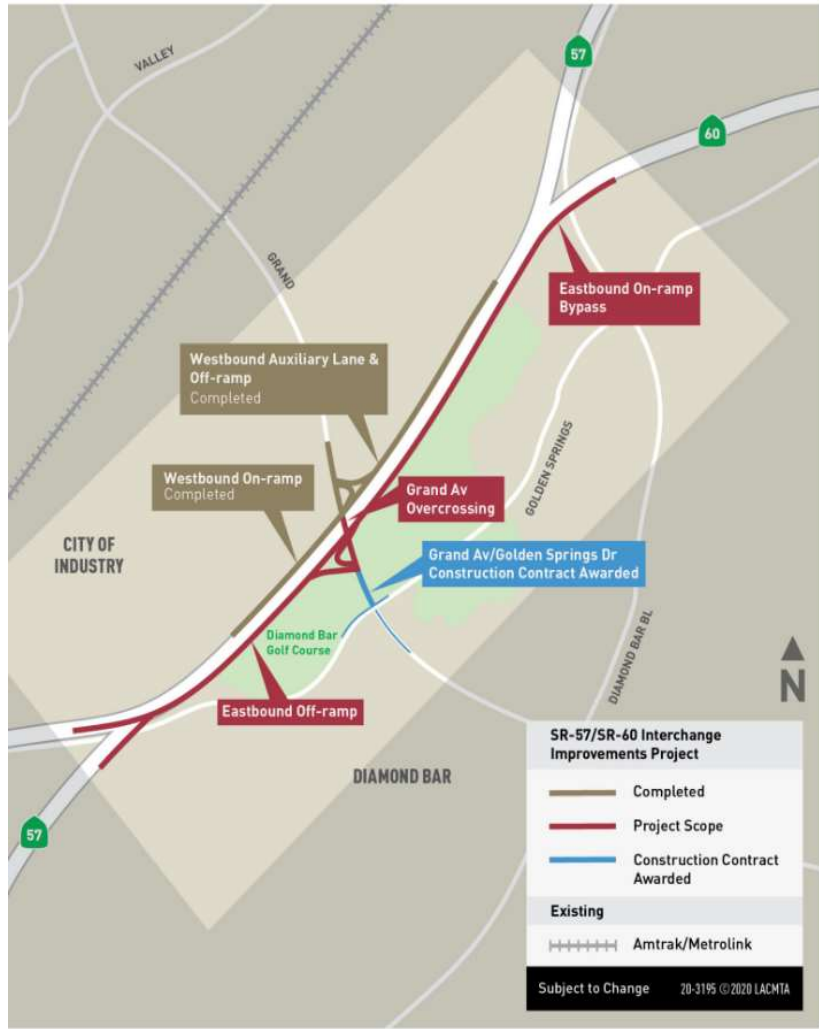 57
60
VALLEY
GRAND
Eastbound On-ramp
Bypass
Westbound Auxiliary Lane &
Off-ramp
Completed
Westbound On-ramp
Completed
Grand Av
Overcrossing
GOLDEN SPRINGS
CITY OF
INDUSTRY
Grand Av/Golden Springs Dr
Construction Contract Awarded
Diamond Bar
Golf Course
DIAMOND BAR BL
N
Eastbound Off-ramp
DIAMOND BAR
57
SR-57/SR-60 Interchange
Improvements Project
Completed
Project Scope
Construction Contract
Awarded
Existing
Amtrak/Metrolink
Subject to Change 20-3195 ©2020 LACMTA